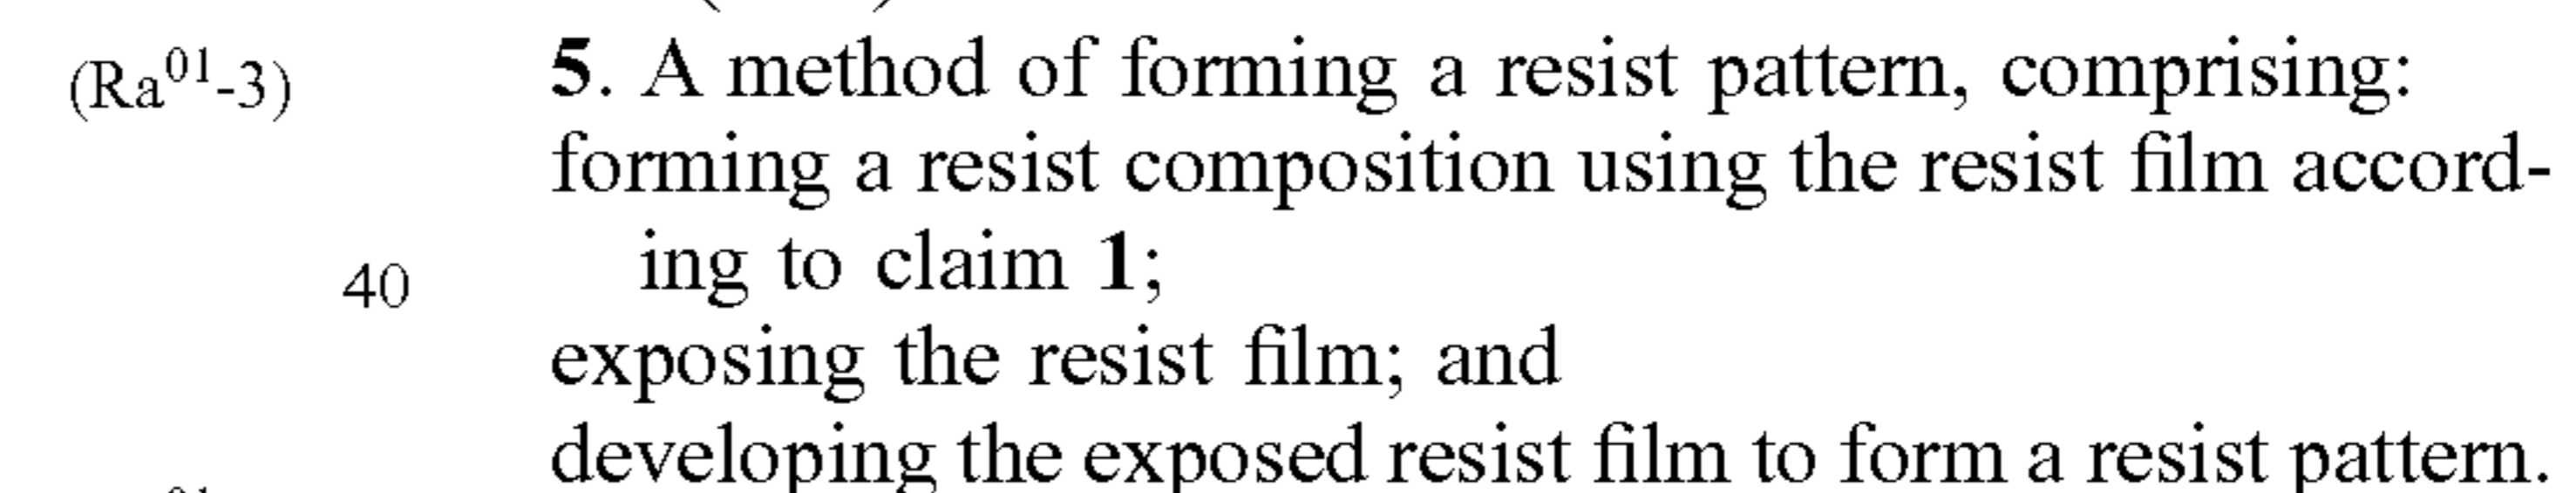 (Ra⁰¹-3)
5. A method of forming a resist pattern, comprising:
forming a resist composition using the resist film accord-
40
ing to claim 1;
exposing the resist film; and
developing the exposed resist film to form a resist pattern.